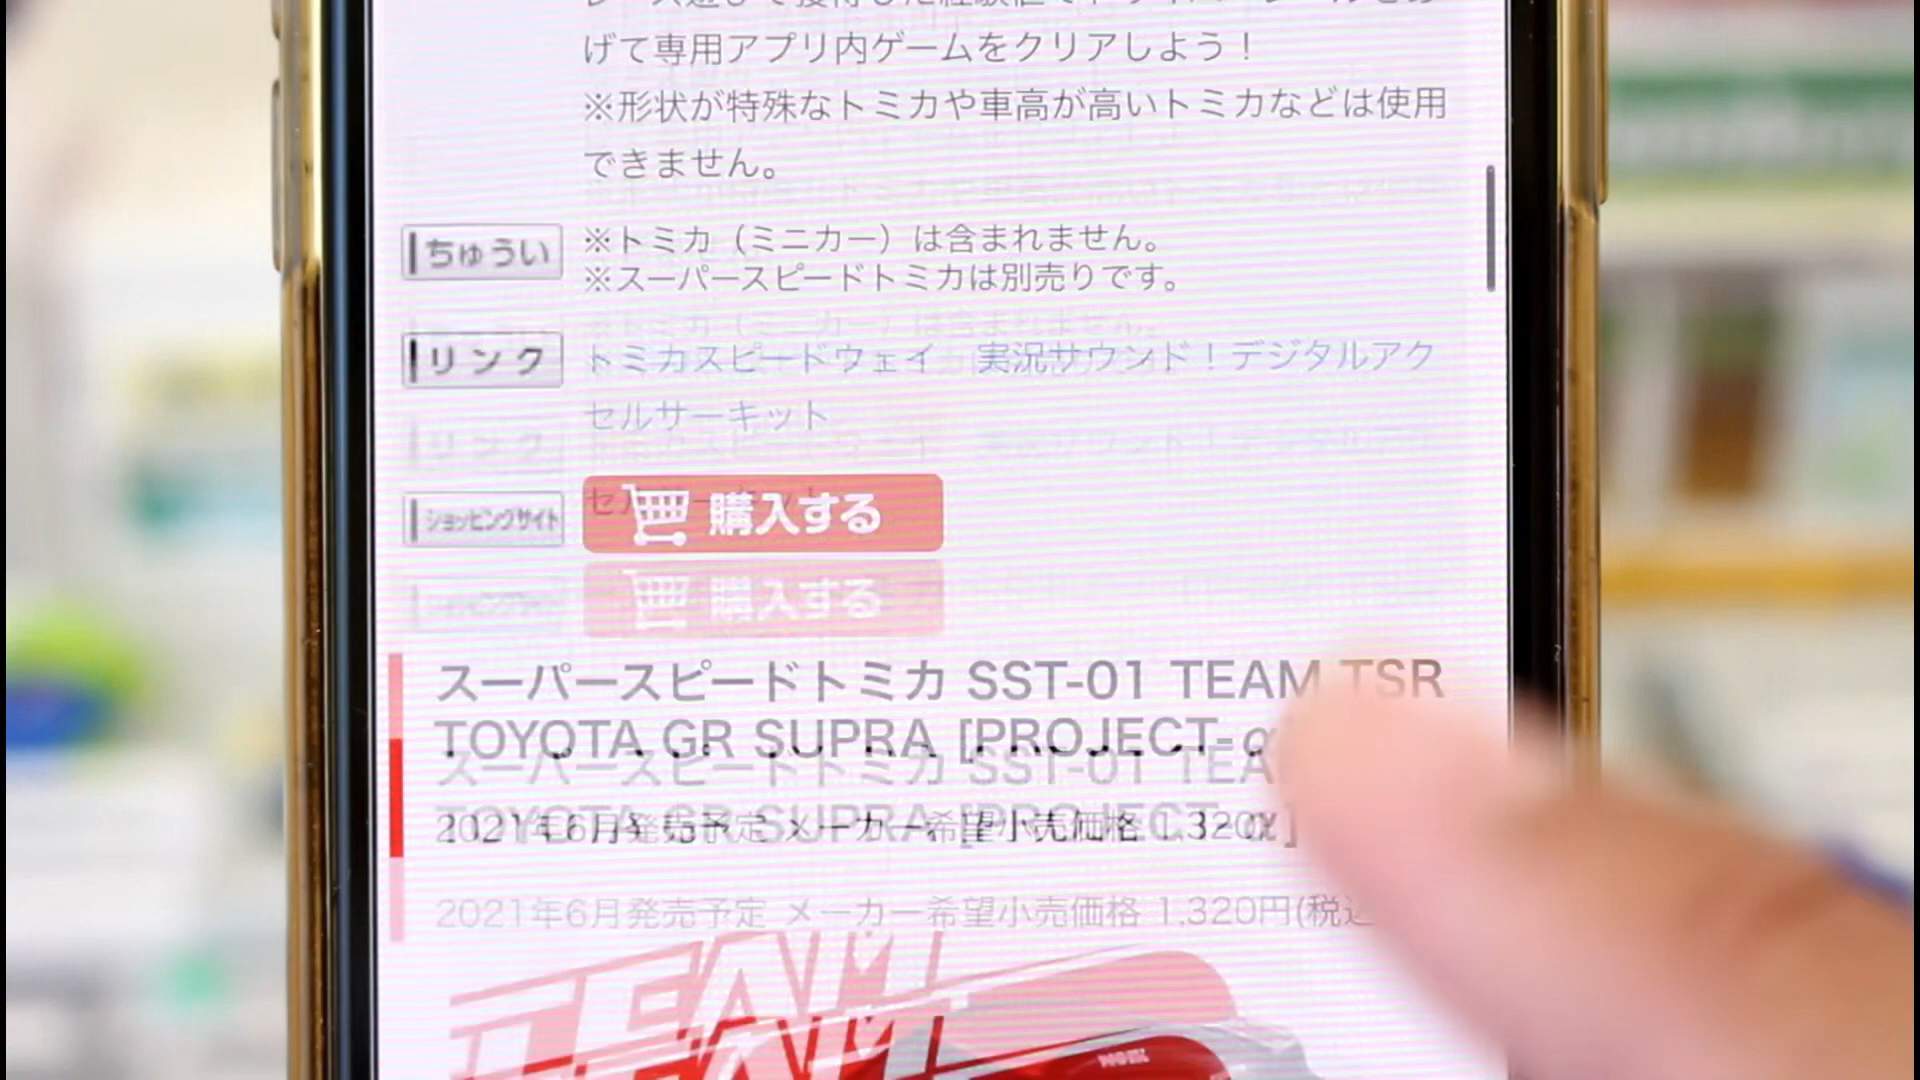 げて専用アプリ内ゲームをクリアしよう！
※形状が特殊なトミカや車高が高いトミカなどは使用
できません。
ちゅうい
※トミカ（ミニカー）は含まれません。
※スーパースピードトミカは別売りです。
リンク
トミカスピードウェイ　実況サウンド！デジタルアク
セルサーキット
ショッピングサイト
購入する
スーパースピードトミカ SST-01 TEAM TSR
TOYOTA GR SUPRA [PROJECT-α]
2021年6月発売予定 メーカー希望小売価格 1,320円(税込
TEAM